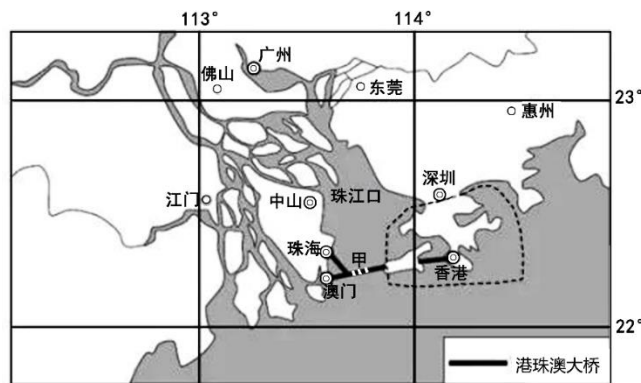 113°
114°
广州
佛山
东莞
23°
惠州
深圳
江门
中山
珠江口
珠海
甲
香港
澳门
22°
港珠澳大桥